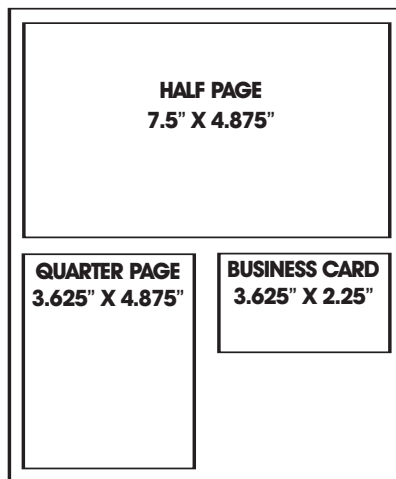 HALF PAGE
7.5” X 4.875”
QUARTER PAGE
3.625” X 4.875”
BUSINESS CARD
3.625” X 2.25”